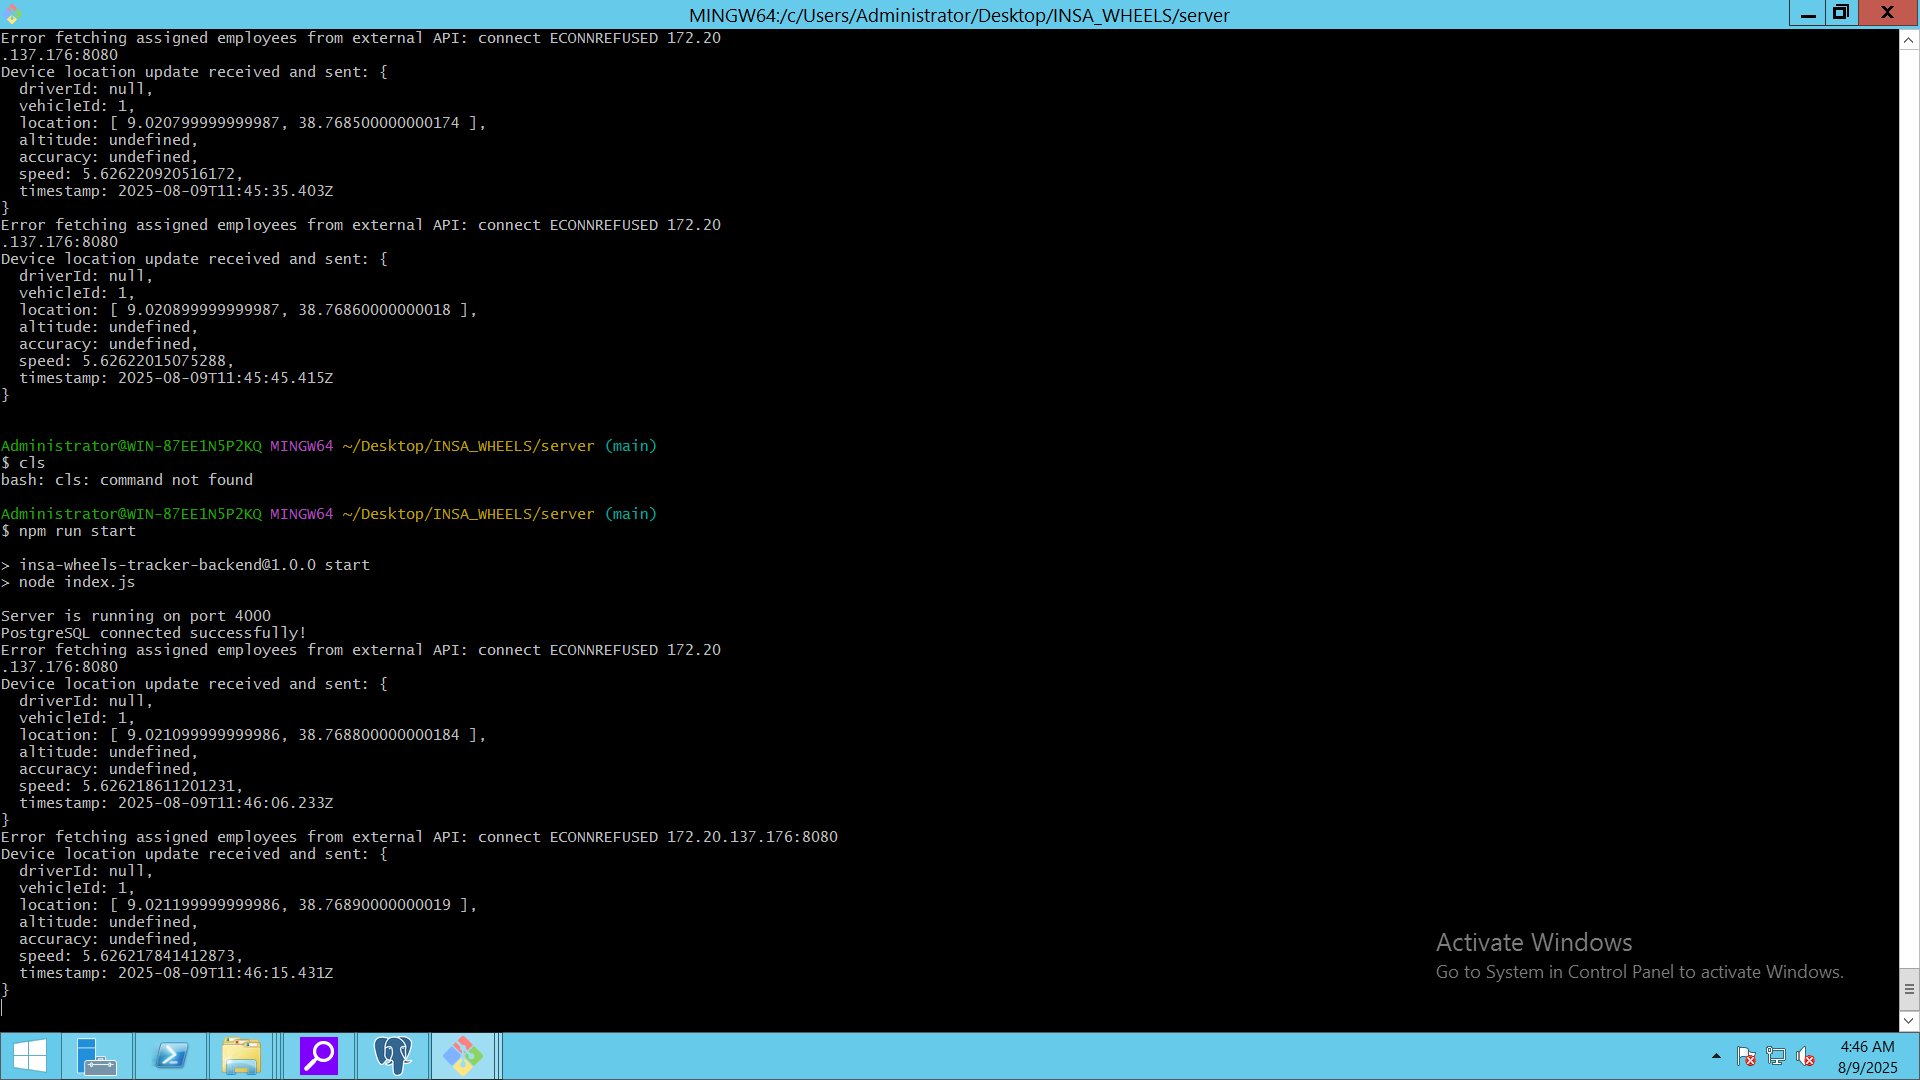 MINGW64:/c/Users/Administrator/Desktop/INSA_WHEELS/server
Error fetching assigned employees from external API: connect ECONNREFUSED 172.20
.137.176:8080
Device location update received and sent: {
  driverId: null,
  vehicleId: 1,
  location: [ 9.020799999999987, 38.768500000000174 ],
  altitude: undefined,
  accuracy: undefined,
  speed: 5.626220920516172,
  timestamp: 2025-08-09T11:45:35.403Z
}
Error fetching assigned employees from external API: connect ECONNREFUSED 172.20
.137.176:8080
Device location update received and sent: {
  driverId: null,
  vehicleId: 1,
  location: [ 9.020899999999987, 38.76860000000018 ],
  altitude: undefined,
  accuracy: undefined,
  speed: 5.62622015075288,
  timestamp: 2025-08-09T11:45:45.415Z
}
Administrator@WIN-87EE1N5P2KQ MINGW64 ~/Desktop/INSA_WHEELS/server (main)
$ cls
bash: cls: command not found
Administrator@WIN-87EE1N5P2KQ MINGW64 ~/Desktop/INSA_WHEELS/server (main)
$ npm run start
> insa-wheels-tracker-backend@1.0.0 start
> node index.js
Server is running on port 4000
PostgreSQL connected successfully!
Error fetching assigned employees from external API: connect ECONNREFUSED 172.20
.137.176:8080
Device location update received and sent: {
  driverId: null,
  vehicleId: 1,
  location: [ 9.021099999999986, 38.768800000000184 ],
  altitude: undefined,
  accuracy: undefined,
  speed: 5.626218611201231,
  timestamp: 2025-08-09T11:46:06.233Z
}
Error fetching assigned employees from external API: connect ECONNREFUSED 172.20.137.176:8080
Device location update received and sent: {
  driverId: null,
  vehicleId: 1,
  location: [ 9.021199999999986, 38.76890000000019 ],
  altitude: undefined,
  accuracy: undefined,
  speed: 5.626217841412873,
  timestamp: 2025-08-09T11:46:15.431Z
}
Activate Windows
Go to System in Control Panel to activate Windows.
4:46 AM
8/9/2025